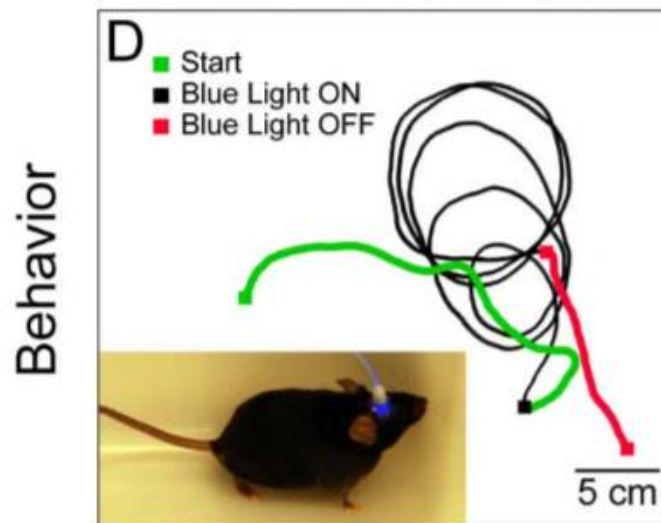 Behavior
D
Start
Blue Light ON
Blue Light OFF
5 cm